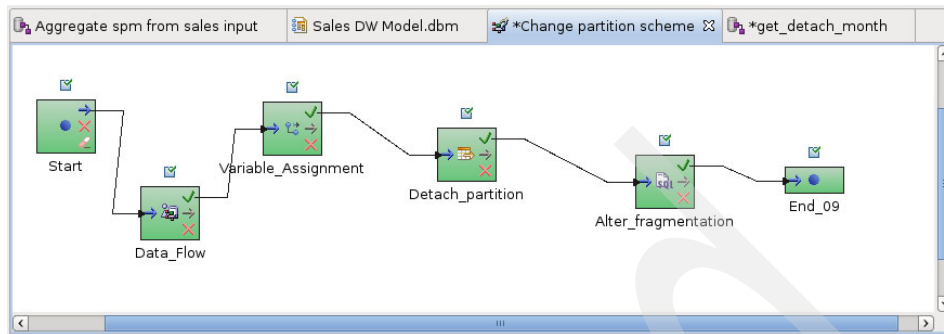 Aggregate spm from sales input
Sales DW Model.dbm
*Change partition scheme
*get_detach_month
Start
Data_Flow
Variable_Assignment
Detach_partition
SQL
Alter_fragmentation
End_09